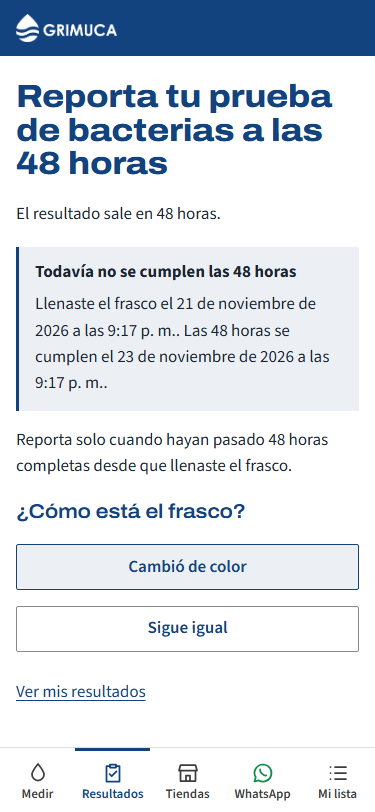 GRIMUCA
Reporta tu prueba
de bacterias a las
48 horas
El resultado sale en 48 horas.
Todavía no se cumplen las 48 horas
Llenaste el frasco el 21 de noviembre de
2026 a las 9:17 p. m.. Las 48 horas se
cumplen el 23 de noviembre de 2026 a las
9:17 p. m..
Reporta solo cuando hayan pasado 48 horas
completas desde que llenaste el frasco.
¿Cómo está el frasco?
Cambió de color
Sigue igual
Ver mis resultados
Medir
Resultados
Tiendas
WhatsApp
Mi lista